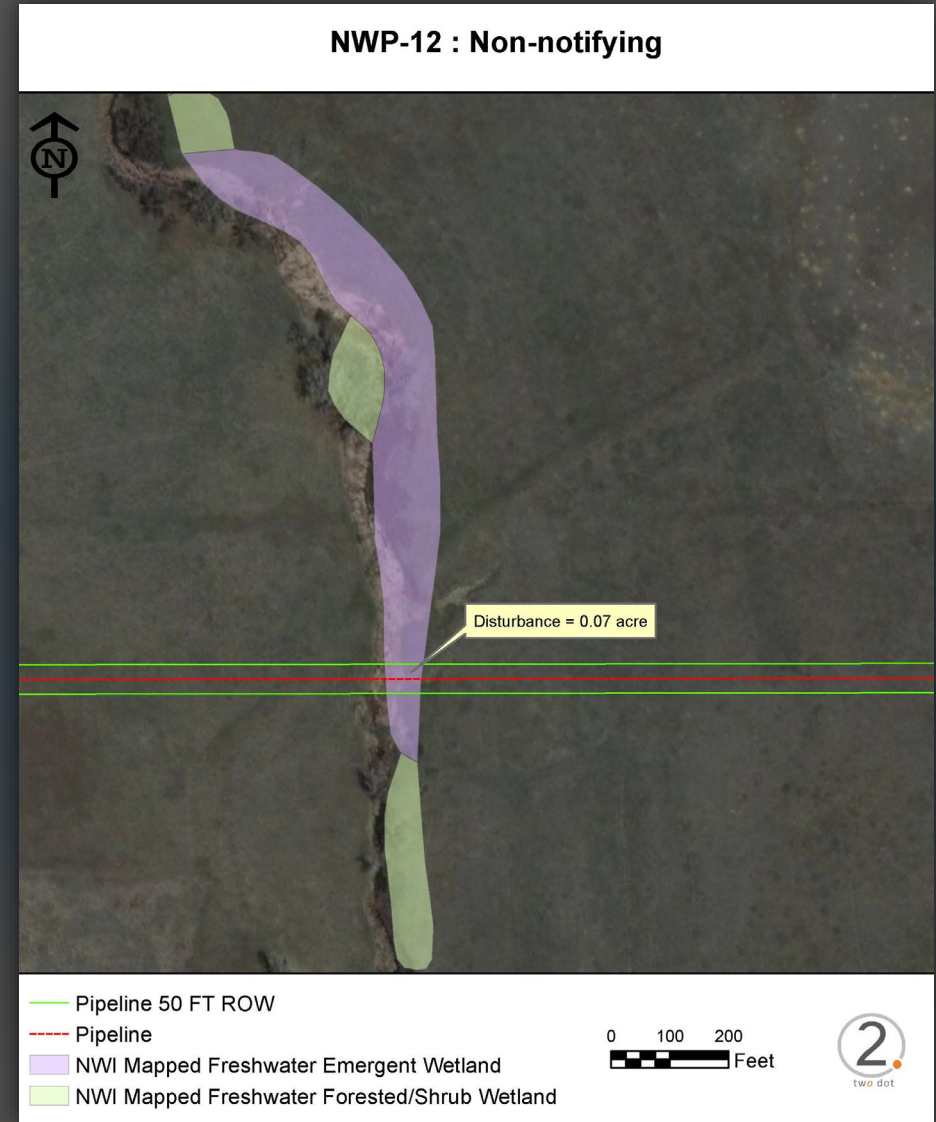 NWP-12 : Non-notifying
N
Disturbance = 0.07 acre
Pipeline 50 FT ROW
Pipeline
NWI Mapped Freshwater Emergent Wetland
NWI Mapped Freshwater Forested/Shrub Wetland
0 100 200
Feet
2.
two dot